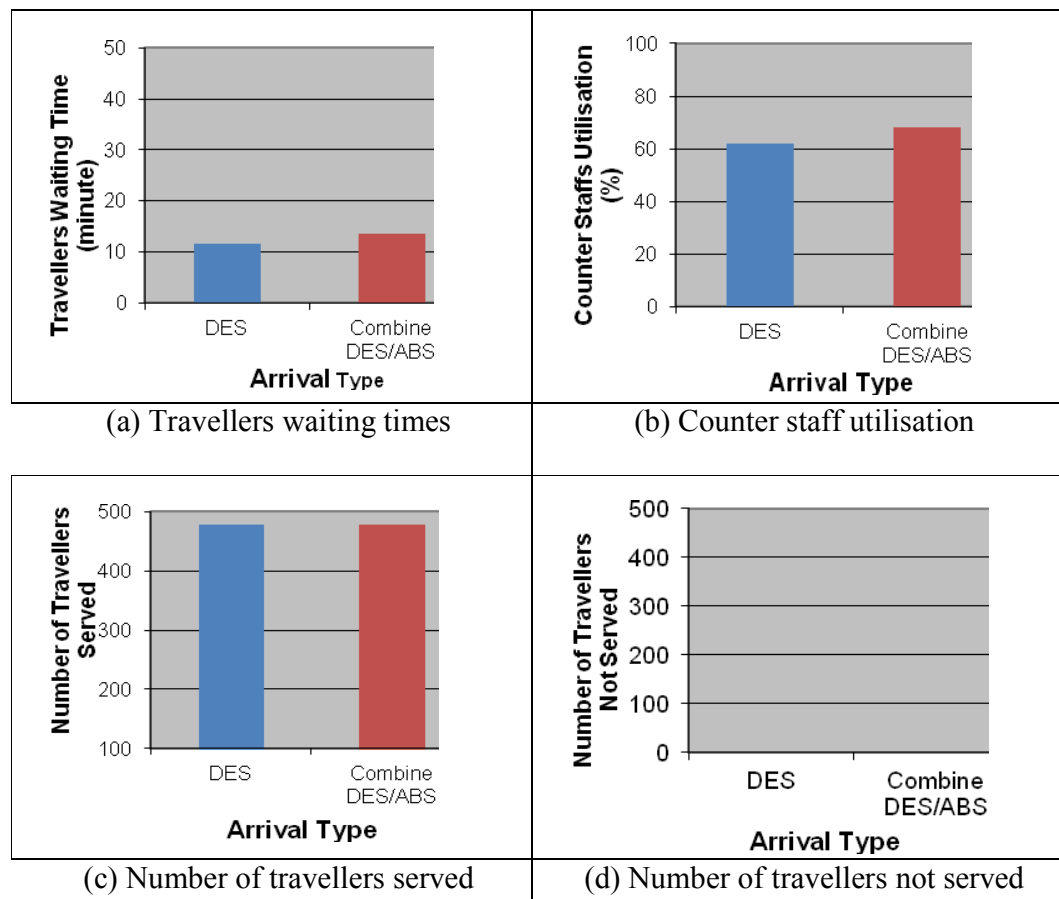 Travellers Waiting Time
(minute)
50
40
30
20
10
0
DES
Combine
DES/ABS
Arrival Type
(a) Travellers waiting times
Counter Staffs Utilisation
(%)
100
80
60
40
20
0
DES
Combine
DES/ABS
Arrival Type
(b) Counter staff utilisation
Number of Travellers
Served
500
400
300
200
100
DES
Combine
DES/ABS
Arrival Type
(c) Number of travellers served
Number of Travellers
Not Served
500
400
300
200
100
0
DES
Combine
DES/ABS
Arrival Type
(d) Number of travellers not served